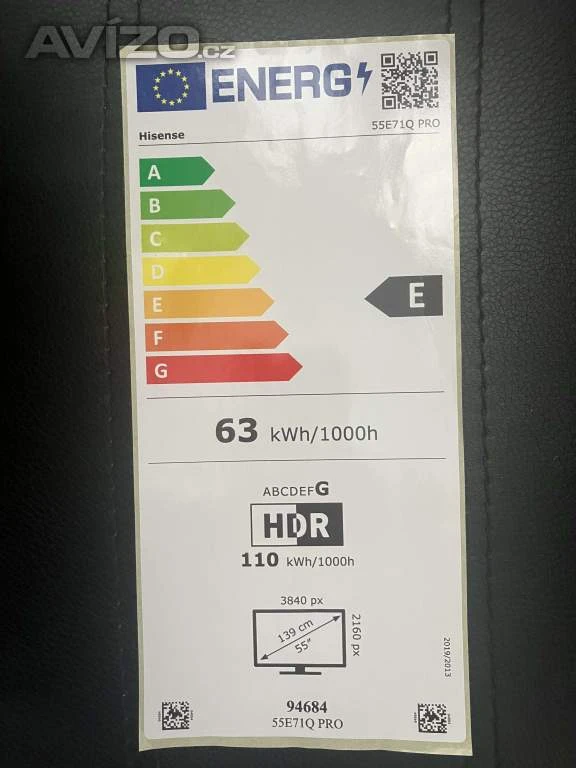 AVÍZO.cz
ENERG
Hisense
55E71Q PRO
A
B
C
D
E
F
G
E
63 kWh/1000h
ABCDEFG
HDR
110 kWh/1000h
3840 px
2160 px
139 cm
55"
2019/2013
94684
55E71Q PRO